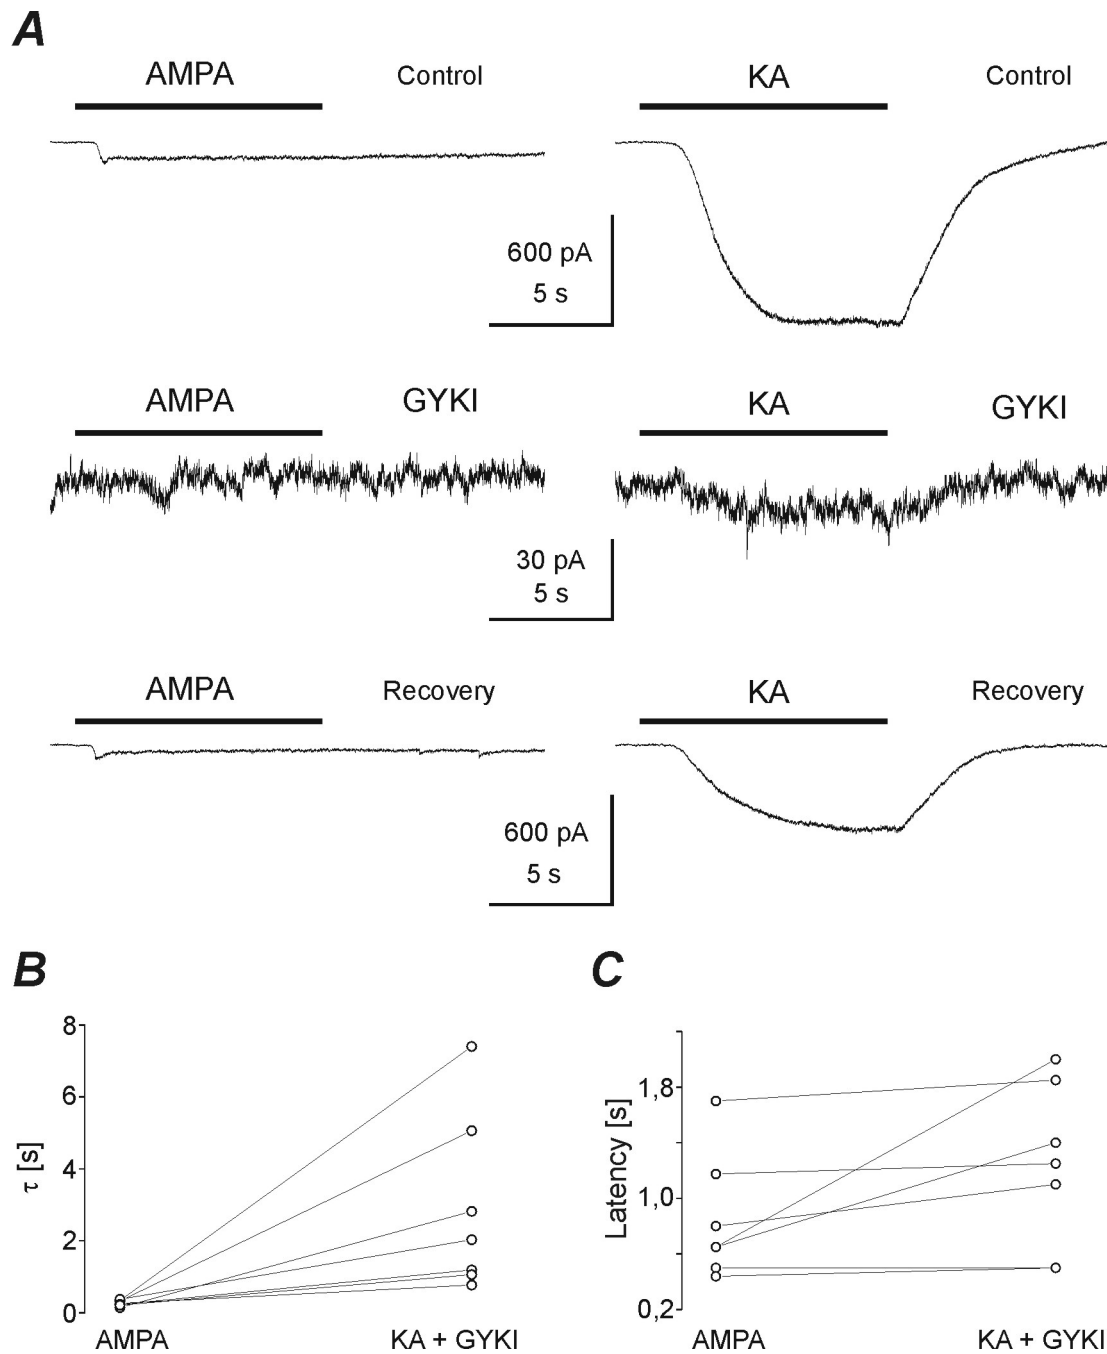 A
AMPA Control KA Control
600 pA
5 s
AMPA GYKI KA GYKI
30 pA
5 s
AMPA Recovery KA Recovery
600 pA
5 s
B C
8
6
4
2
0
τ [s]
AMPA KA + GYKI
1,8
1,0
0,2
Latency [s]
AMPA KA + GYKI